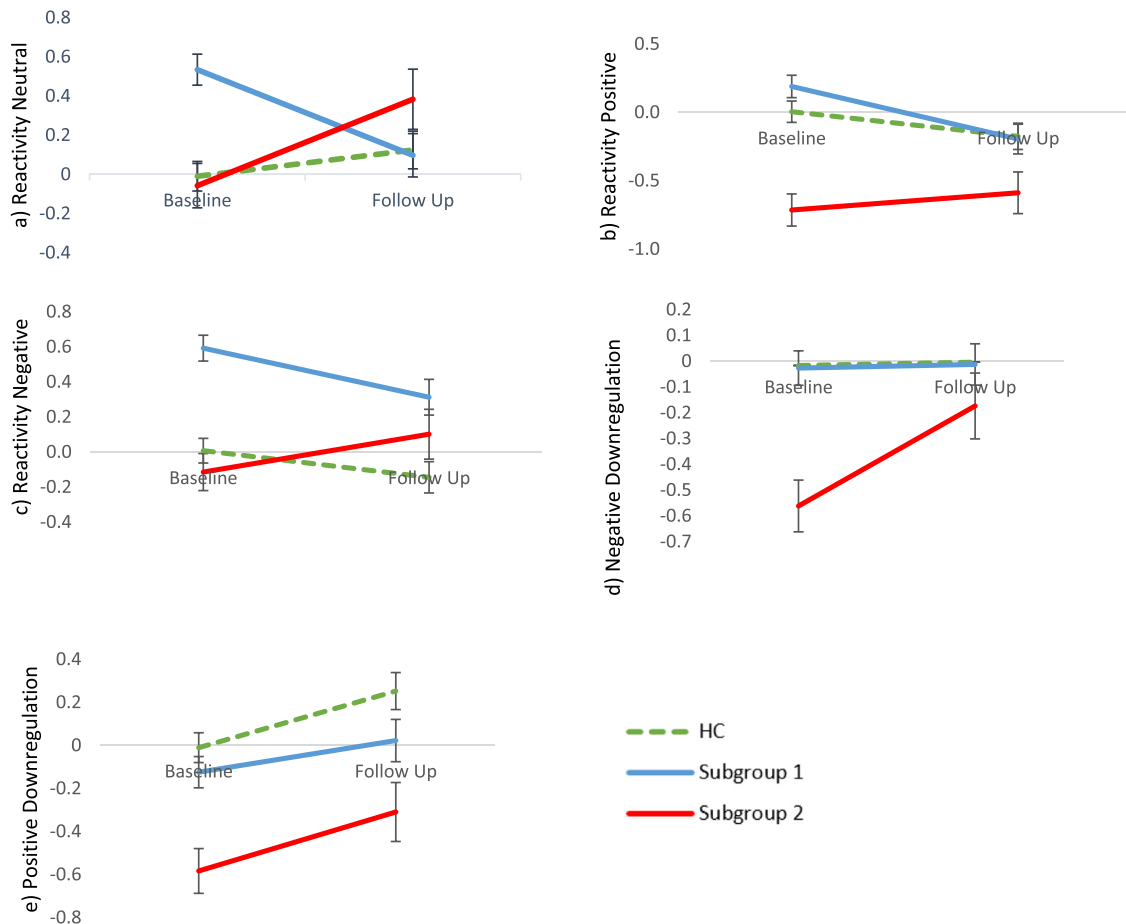 a) Reactivity Neutral
0.8
0.6
0.4
0.2
0
-0.2
-0.4
Baseline
Follow Up
b) Reactivity Positive
0.5
0.0
-0.5
-1.0
Baseline
Follow Up
c) Reactivity Negative
0.8
0.6
0.4
0.2
0.0
-0.2
-0.4
Baseline
Follow Up
d) Negative Downregulation
0.2
0.1
0
-0.1
-0.2
-0.3
-0.4
-0.5
-0.6
-0.7
Baseline
Follow Up
e) Positive Downregulation
0.4
0.2
0
-0.2
-0.4
-0.6
-0.8
Baseline
Follow Up
HC
Subgroup 1
Subgroup 2